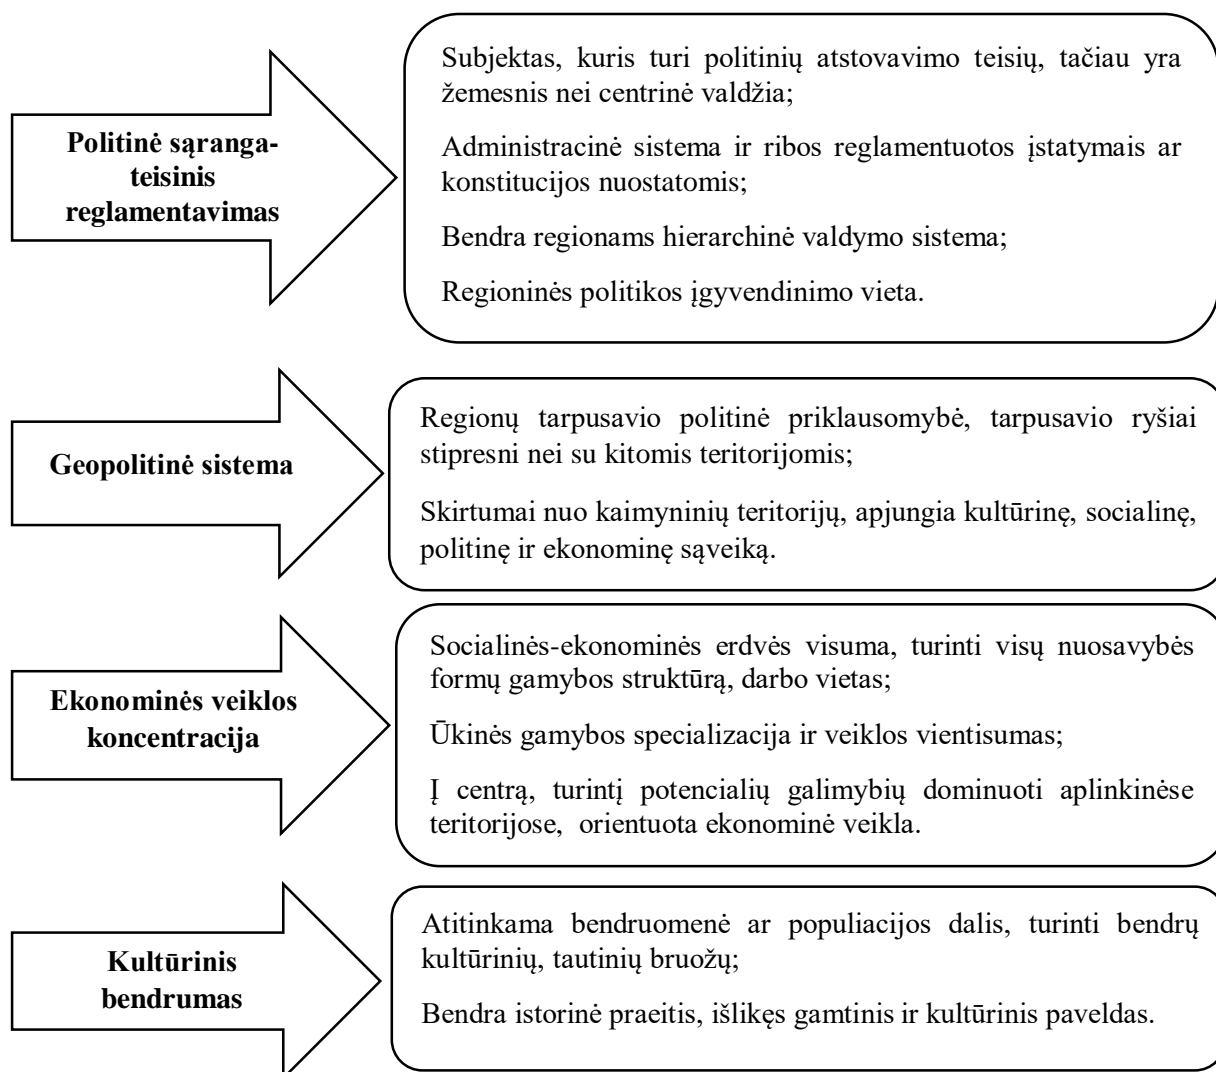 Politinė sąranga-
teisinis
reglamentavimas
Subjektas, kuris turi politinių atstovavimo teisių, tačiau yra
žemesnis nei centrinė valdžia;
Administracinė sistema ir ribos reglamentuotos įstatymais ar
konstitucijos nuostatomis;
Bendra regionams hierarchinė valdymo sistema;
Regioninės politikos įgyvendinimo vieta.
Geopolitinė sistema
Regionų tarpusavio politinė priklausomybė, tarpusavio ryšiai
stipresni nei su kitomis teritorijomis;
Skirtumai nuo kaimyninių teritorijų, apjungia kultūrinę, socialinę,
politinę ir ekonominę sąveiką.
Ekonominės veiklos
koncentracija
Socialinės-ekonominės erdvės visuma, turinti visų nuosavybės
formų gamybos struktūrą, darbo vietas;
Ūkinės gamybos specializacija ir veiklos vientisumas;
Į centrą, turintį potencialių galimybių dominuoti aplinkinėse
teritorijose, orientuota ekonominė veikla.
Kultūrinis
bendrumas
Atitinkama bendruomenė ar populiacijos dalis, turinti bendrų
kultūrinių, tautinių bruožų;
Bendra istorinė praeitis, išlikęs gamtinis ir kultūrinis paveldas.